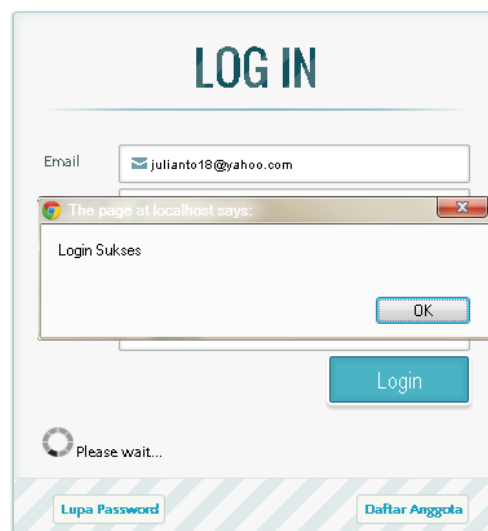 LOG IN
Email
julianto18@yahoo.com
The page at localhost says:
Login Sukses
OK
Login
Please wait...
Lupa Password
Daftar Anggota